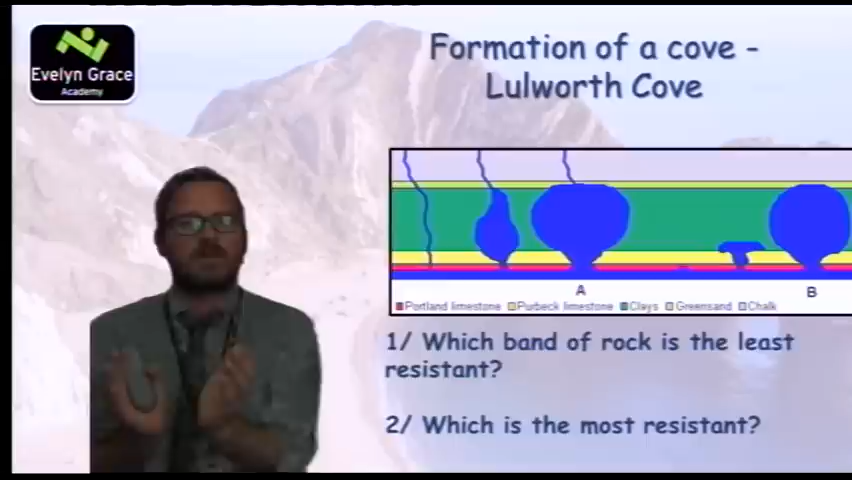 Evelyn Grace
Academy
Formation of a cove -
Lulworth Cove
A
B
Portland limestone Purbeck limestone Clays Greensand Chalk
1/ Which band of rock is the least
resistant?
2/ Which is the most resistant?